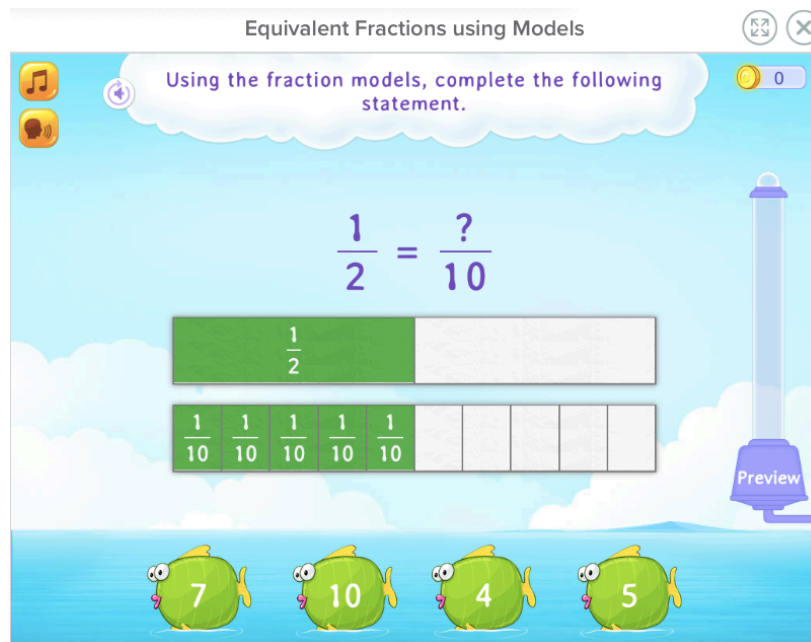 Equivalent Fractions using Models
Using the fraction models, complete the following
statement.
0
1/2 = ?/10
1/2
1/10 1/10 1/10 1/10 1/10
Preview
7 10 4 5